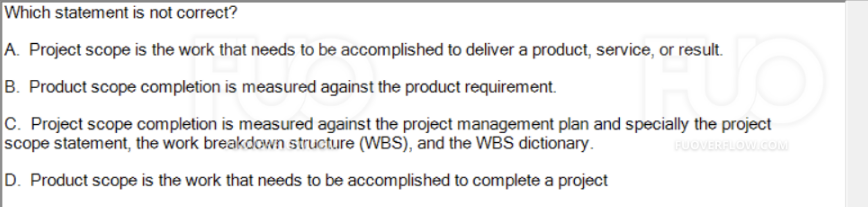 Which statement is not correct?
A. Project scope is the work that needs to be accomplished to deliver a product, service, or result.
B. Product scope completion is measured against the product requirement.
C. Project scope completion is measured against the project management plan and specially the project
scope statement, the work breakdown structure (WBS), and the WBS dictionary.
FUOVERFLOW.COM
D. Product scope is the work that needs to be accomplished to complete a project